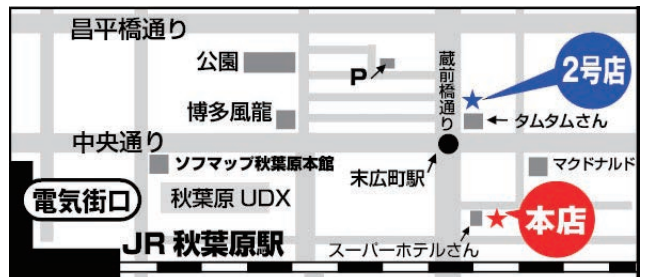 昌平橋通り
公園
P
蔵前橋通り
2号店
博多風龍
← タムタムさん
中央通り
ソフマップ秋葉原本館
末広町駅
マクドナルド
電気街口
秋葉原 UDX
本店
JR 秋葉原駅
スーパーホテルさん